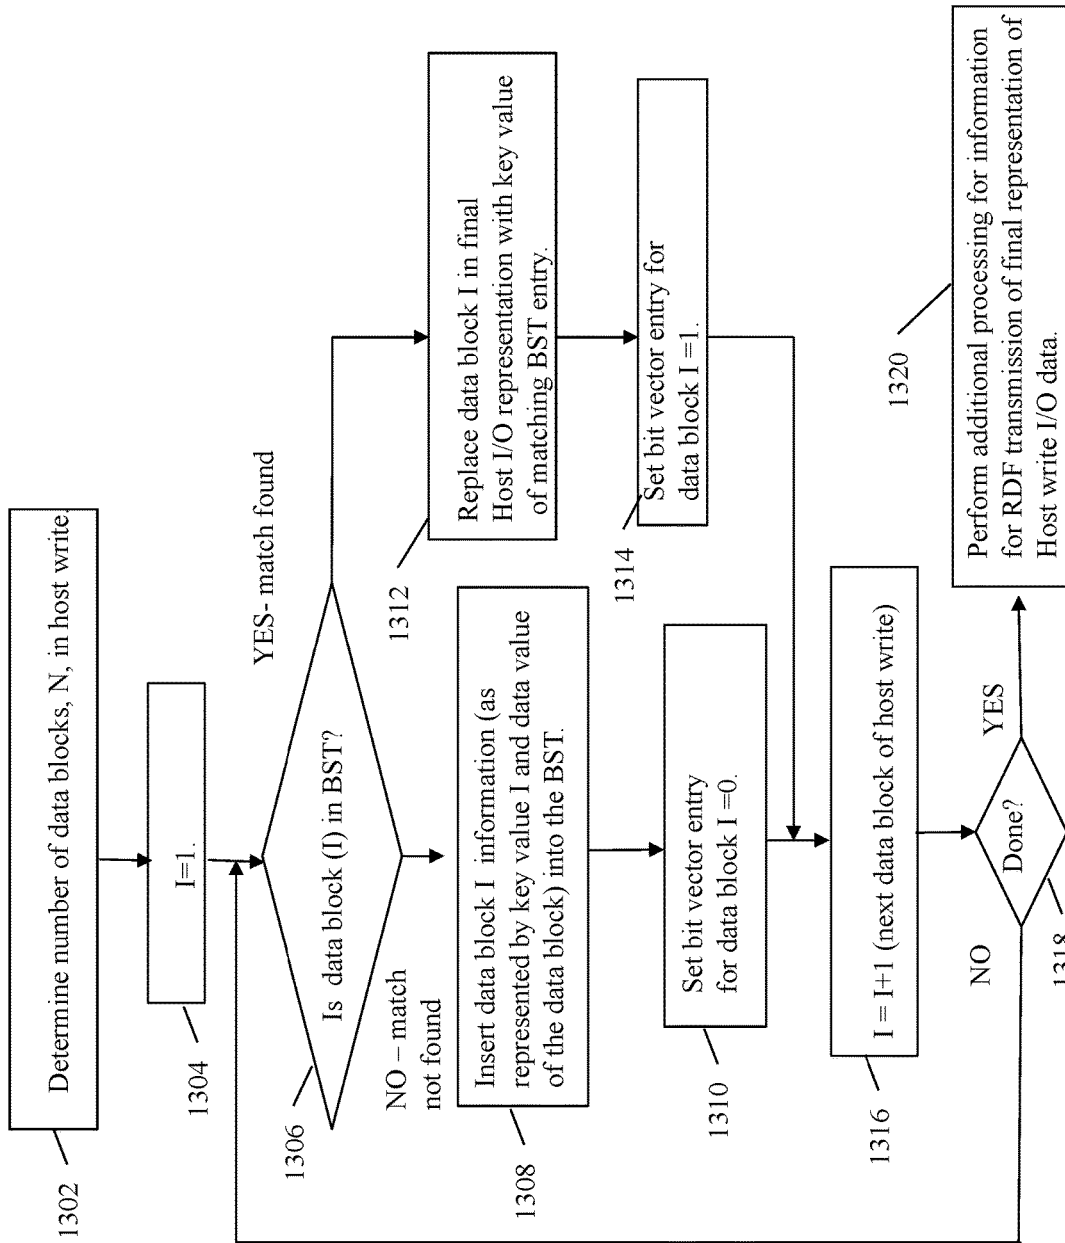 Determine number of data blocks, N, in host write.
1302
I=1.
1304
Is data block (I) in BST?
1306
YES- match found
NO – match
not found
Replace data block I in final
Host I/O representation with key value
of matching BST entry.
1312
Insert data block I information (as
represented by key value I and data value
of the data block) into the BST.
1308
Set bit vector entry for
data block I =1.
1314
Set bit vector entry
for data block I =0.
1310
I = I+1 (next data block of host write)
1316
Done?
1318
NO
YES
Perform additional processing for information
for RDF transmission of final representation of
Host write I/O data.
1320